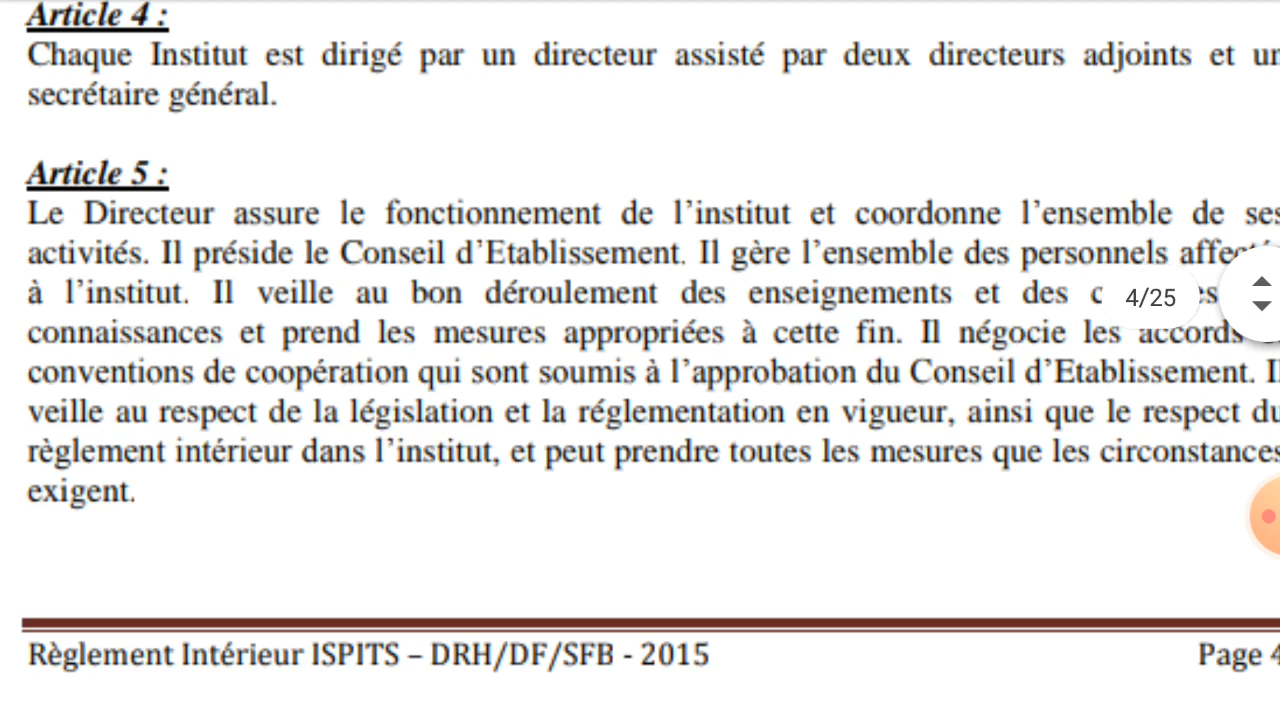 Article 4 :
Chaque Institut est dirigé par un directeur assisté par deux directeurs adjoints et un
secrétaire général.
Article 5 :
Le Directeur assure le fonctionnement de l’institut et coordonne l’ensemble de ses
activités. Il préside le Conseil d’Etablissement. Il gère l’ensemble des personnels
à l’institut. Il veille au bon déroulement des enseignements et des
4/25
connaissances et prend les mesures appropriées à cette fin. Il négocie les accords
conventions de coopération qui sont soumis à l’approbation du Conseil d’Etablissement. Il
veille au respect de la législation et la réglementation en vigueur, ainsi que le respect du
règlement intérieur dans l’institut, et peut prendre toutes les mesures que les circonstances
exigent.
Règlement Intérieur ISPITS – DRH/DF/SFB - 2015 Page 4